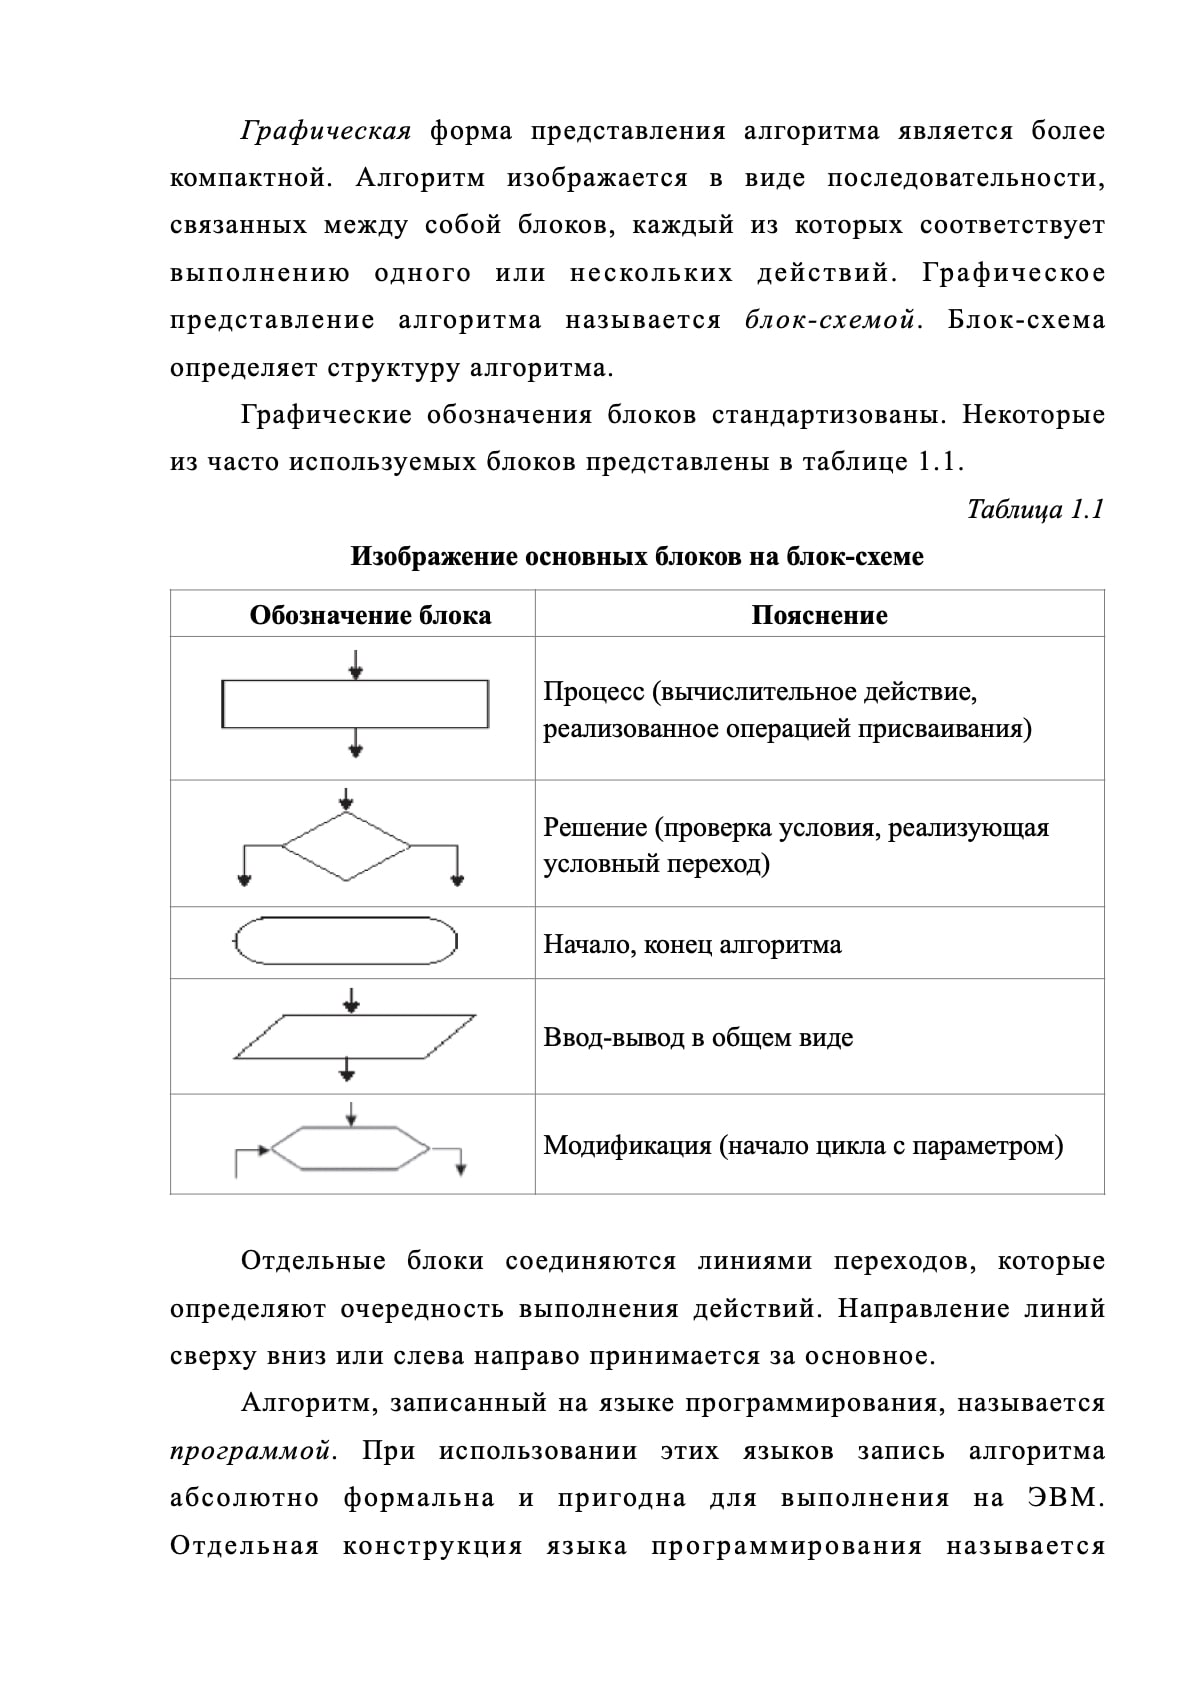 Графическая форма представления алгоритма является более
компактной. Алгоритм изображается в виде последовательности,
связанных между собой блоков, каждый из которых соответствует
выполнению одного или нескольких действий. Графическое
представление алгоритма называется блок-схемой. Блок-схема
определяет структуру алгоритма.
Графические обозначения блоков стандартизованы. Некоторые
из часто используемых блоков представлены в таблице 1.1.
Таблица 1.1
Изображение основных блоков на блок-схеме
Обозначение блока Пояснение
Процесс (вычислительное действие,
реализованное операцией присваивания)
Решение (проверка условия, реализующая
условный переход)
Начало, конец алгоритма
Ввод-вывод в общем виде
Модификация (начало цикла с параметром)
Отдельные блоки соединяются линиями переходов, которые
определяют очередность выполнения действий. Направление линий
сверху вниз или слева направо принимается за основное.
Алгоритм, записанный на языке программирования, называется
программой. При использовании этих языков запись алгоритма
абсолютно формальна и пригодна для выполнения на ЭВМ.
Отдельная конструкция языка программирования называется